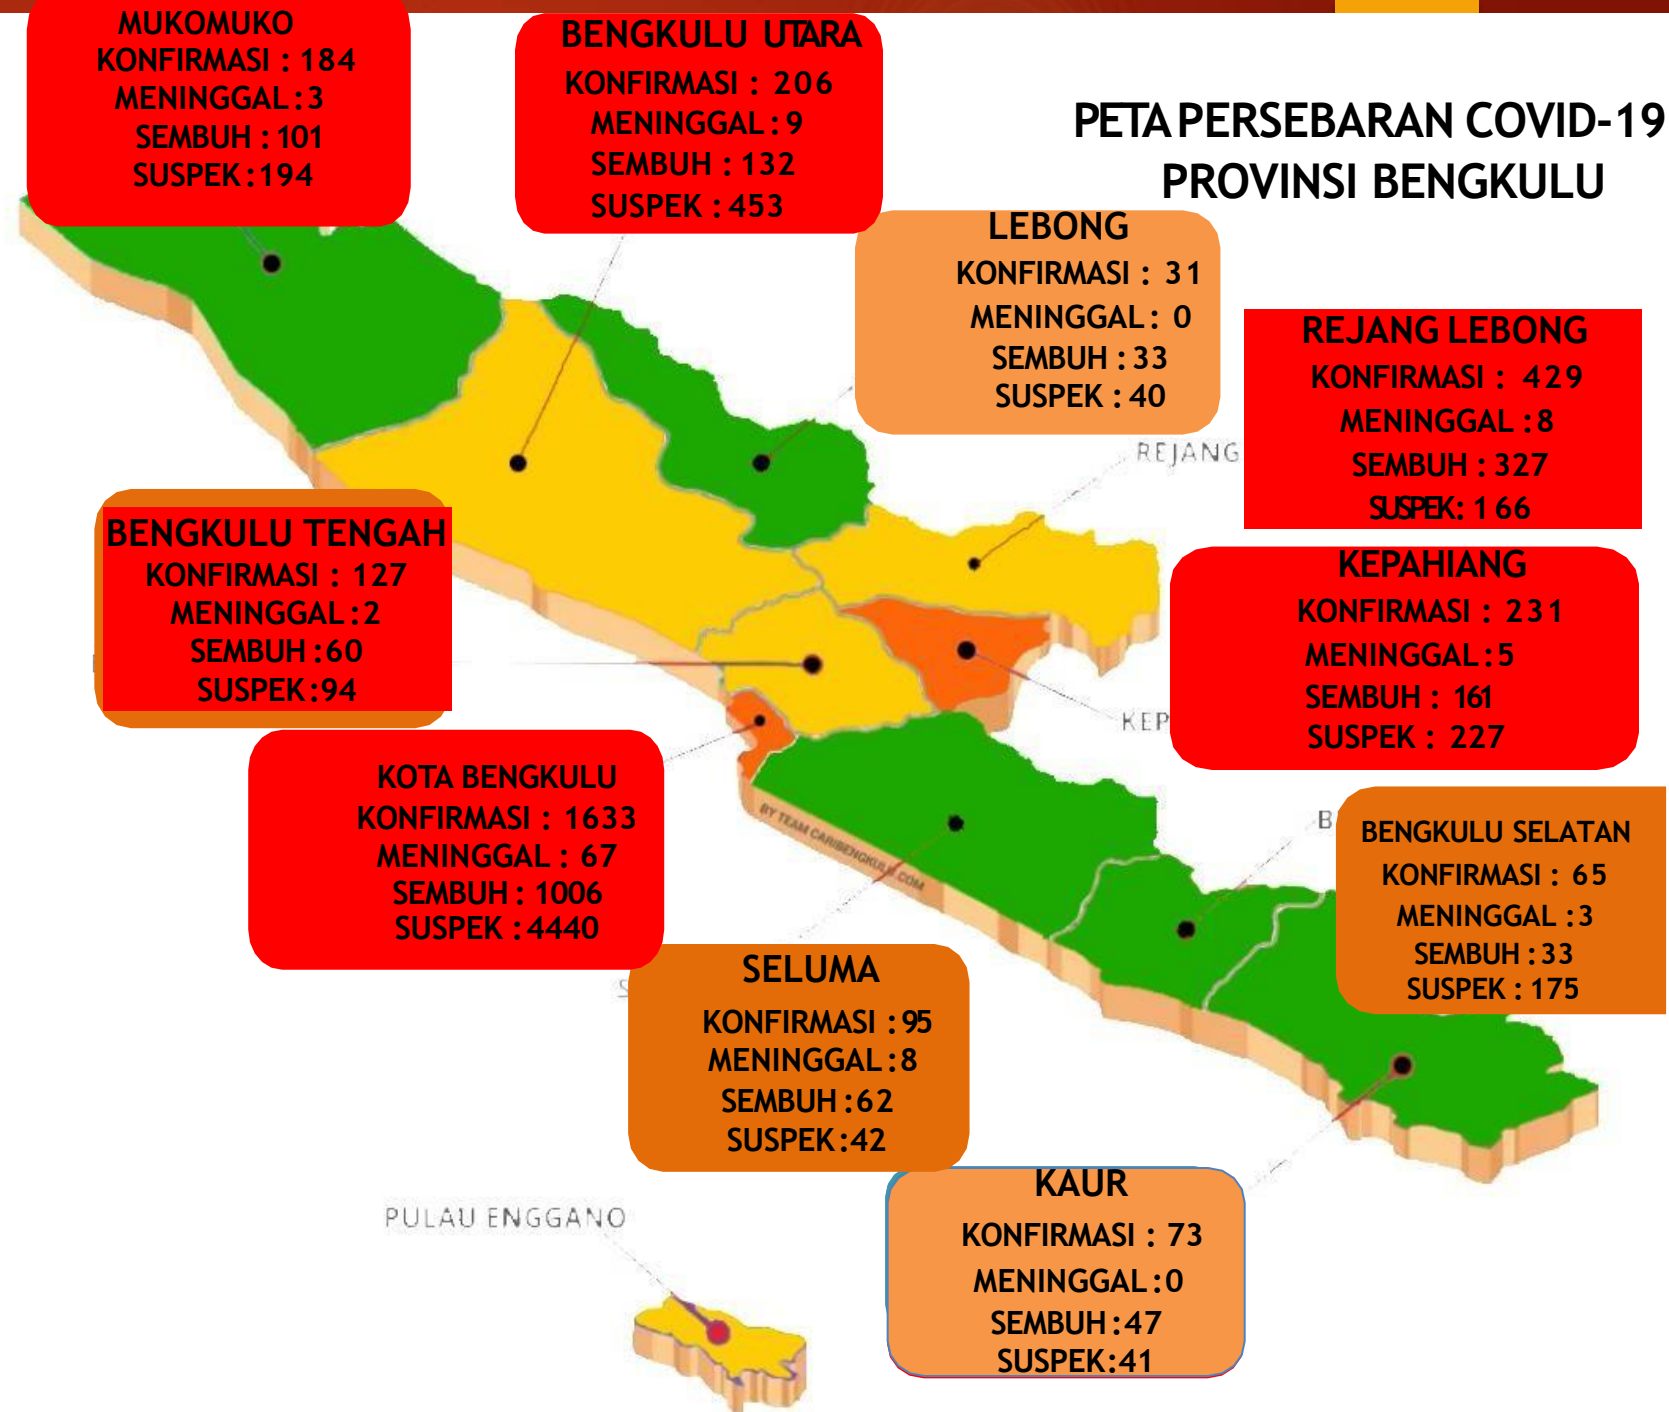 MUKOMUKO
KONFIRMASI : 184
MENINGGAL : 3
SEMBUH : 101
SUSPEK : 194
BENGKULU UTARA
KONFIRMASI : 206
MENINGGAL : 9
SEMBUH : 132
SUSPEK : 453
PETA PERSEBARAN COVID-19
PROVINSI BENGKULU
LEBONG
KONFIRMASI : 31
MENINGGAL : 0
SEMBUH : 33
SUSPEK : 40
REJANG LEBONG
KONFIRMASI : 429
MENINGGAL : 8
SEMBUH : 327
SUSPEK : 166
REJANG
BENGKULU TENGAH
KONFIRMASI : 127
MENINGGAL : 2
SEMBUH : 60
SUSPEK : 94
KEPAHIANG
KONFIRMASI : 231
MENINGGAL : 5
SEMBUH : 161
SUSPEK : 227
KEP
KOTA BENGKULU
KONFIRMASI : 1633
MENINGGAL : 67
SEMBUH : 1006
SUSPEK : 4440
BY TEAM CARIBENGKULU.COM
B
BENGKULU SELATAN
KONFIRMASI : 65
MENINGGAL : 3
SEMBUH : 33
SUSPEK : 175
S
SELUMA
KONFIRMASI : 95
MENINGGAL : 8
SEMBUH : 62
SUSPEK : 42
KAUR
KONFIRMASI : 73
MENINGGAL : 0
SEMBUH : 47
SUSPEK : 41
PULAU ENGGANO